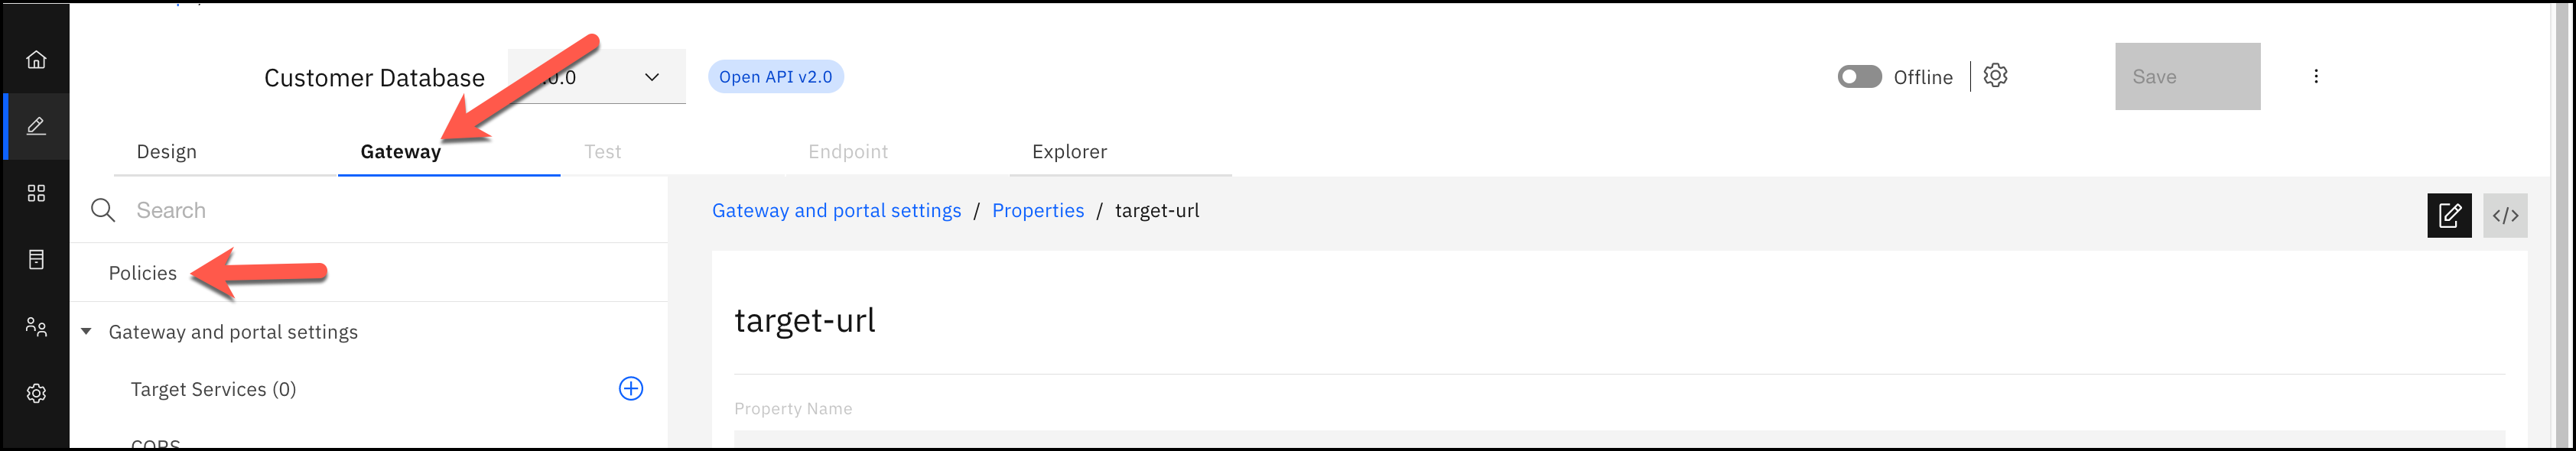 Customer Database
.0.0
Open API v2.0
Offline
Save
Design
Gateway
Test
Endpoint
Explorer
Search
Gateway and portal settings / Properties / target-url
Policies
target-url
Gateway and portal settings
Target Services (0)
Property Name
CORS